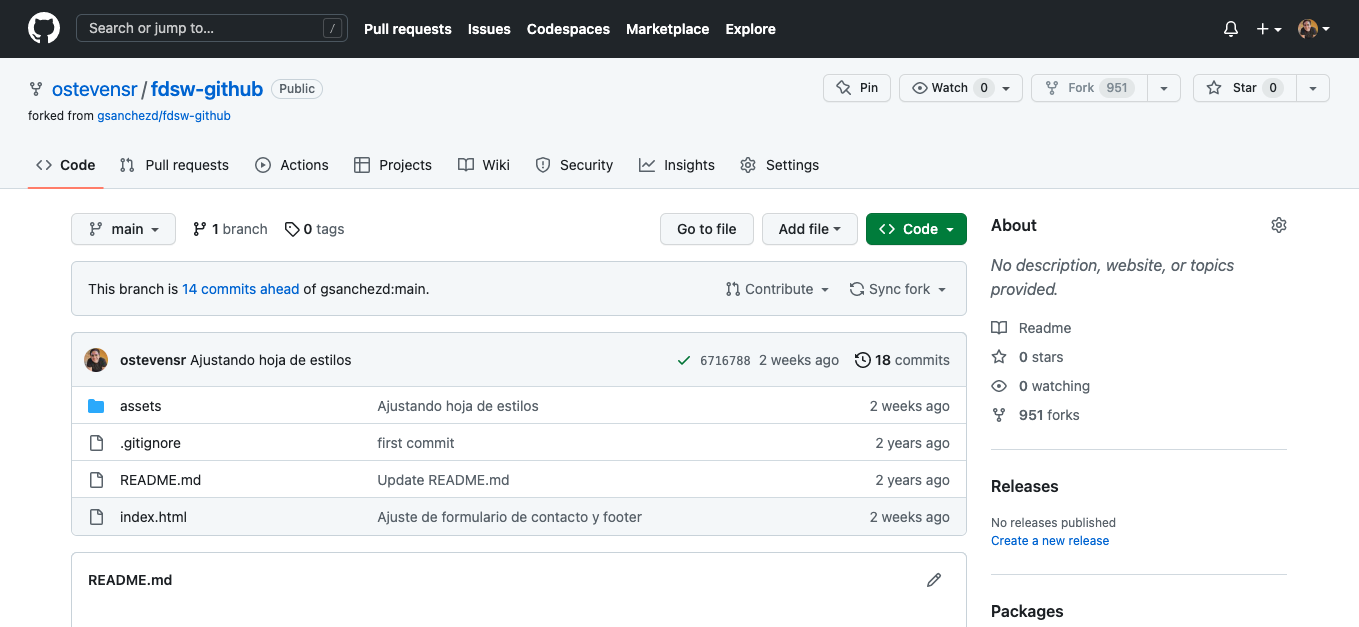 Search or jump to... /
Pull requests Issues Codespaces Marketplace Explore
ostevensr / fdsw-github Public
Pin Watch 0 Fork 951 Star 0
forked from gsanchezd/fdsw-github
Code Pull requests Actions Projects Wiki Security Insights Settings
main 1 branch 0 tags Go to file Add file Code
This branch is 14 commits ahead of gsanchezd:main. Contribute Sync fork
ostevensr Ajustando hoja de estilos 6716788 2 weeks ago 18 commits
assets Ajustando hoja de estilos 2 weeks ago
.gitignore first commit 2 years ago
README.md Update README.md 2 years ago
index.html Ajuste de formulario de contacto y footer 2 weeks ago
README.md
About
No description, website, or topics
provided.
Readme
0 stars
0 watching
951 forks
Releases
No releases published
Create a new release
Packages